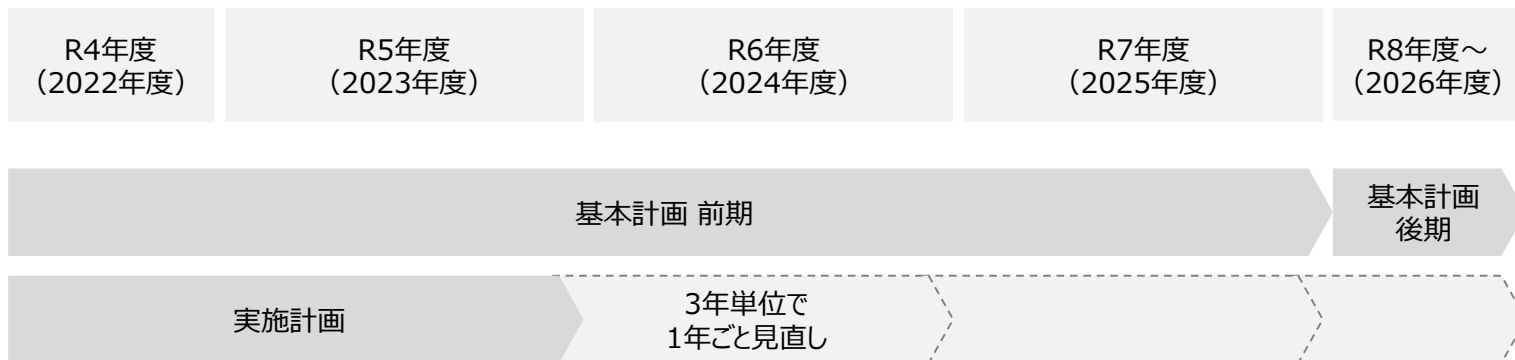 R4年度
（2022年度）
R5年度
（2023年度）
R6年度
（2024年度）
R7年度
（2025年度）
R8年度～
（2026年度）
基本計画 前期
基本計画
後期
実施計画
3年単位で
1年ごと見直し